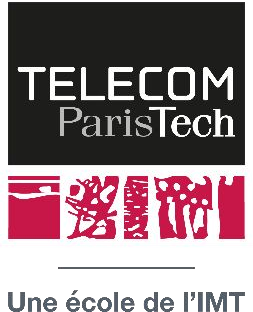 TELECOM
ParisTech
Une école de l'IMT